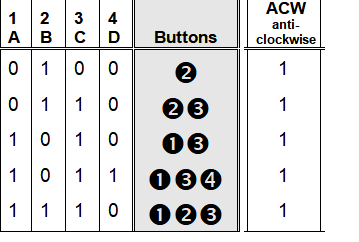 1 2 3 4 ACW
A B C D Buttons anti-clockwise
0 1 0 0 ❷ 1
0 1 1 0 ❷❸ 1
1 0 1 0 ❶❸ 1
1 0 1 1 ❶❸❹ 1
1 1 1 0 ❶❷❸ 1